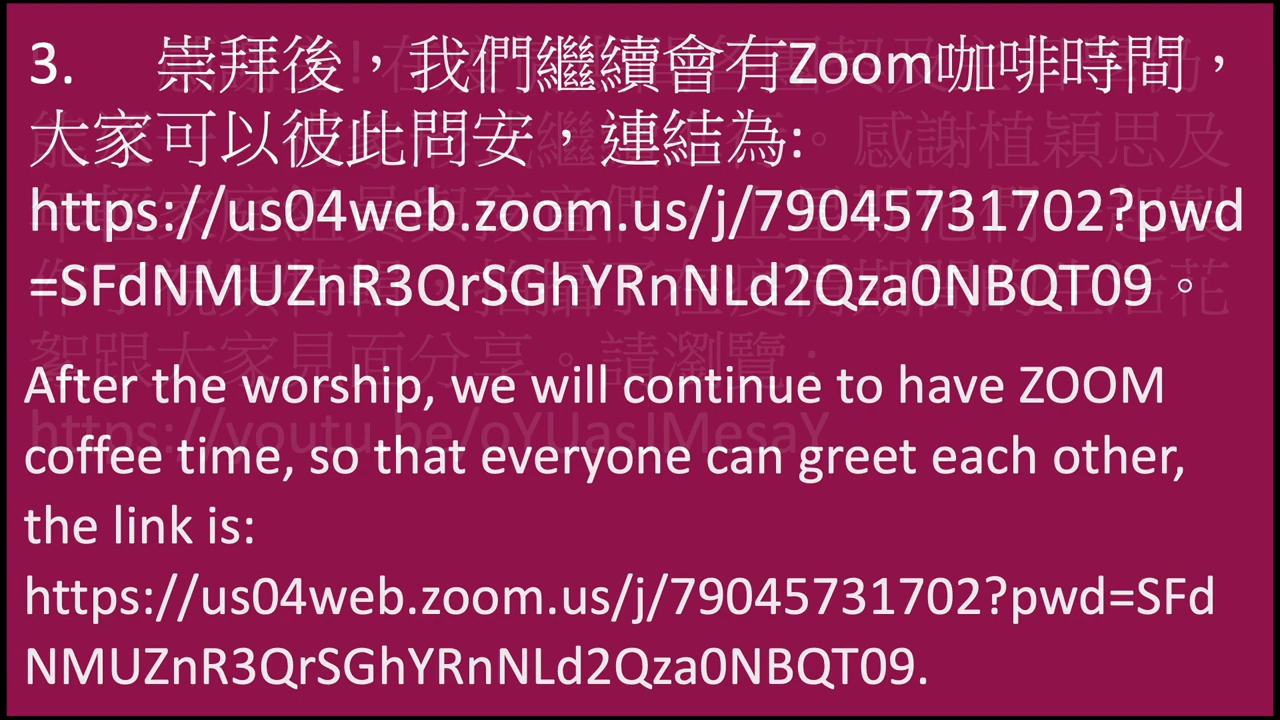 3. 崇拜後，我們繼續會有Zoom咖啡時間，
大家可以彼此問安，連結為:
https://us04web.zoom.us/j/79045731702?pwd
=SFdNMUZnR3QrSGhYRnNLd2Qza0NBQT09。
After the worship, we will continue to have ZOOM
coffee time, so that everyone can greet each other,
the link is:
https://us04web.zoom.us/j/79045731702?pwd=SFd
NMUZnR3QrSGhYRnNLd2Qza0NBQT09.